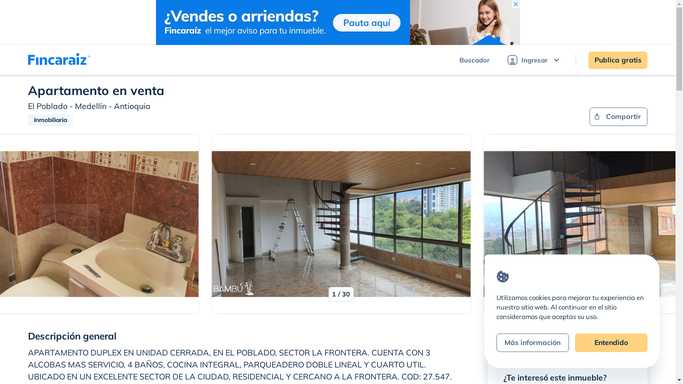 ¿Vendes o arriendas?
Fincaraíz el mejor aviso para tu inmueble.
Pauta aquí
Fincaraíz
Buscador
Ingresar
Publica gratis
Apartamento en venta
El Poblado - Medellín - Antioquia
Inmobiliaria
Compartir
BAMBÚ
1 / 30
Utilizamos cookies para mejorar tu experiencia en
nuestro sitio web. Al continuar en el sitio
consideramos que aceptas su uso.
Más información
Entendido
Descripción general
APARTAMENTO DUPLEX EN UNIDAD CERRADA, EN EL POBLADO, SECTOR LA FRONTERA. CUENTA CON 3
ALCOBAS MAS SERVICIO, 4 BAÑOS, COCINA INTEGRAL, PARQUEADERO DOBLE LINEAL Y CUARTO UTIL.
UBICADO EN UN EXCELENTE SECTOR DE LA CIUDAD, RESIDENCIAL Y CERCANO A LA FRONTERA. COD: 27.547.
¿Te interesó este inmueble?